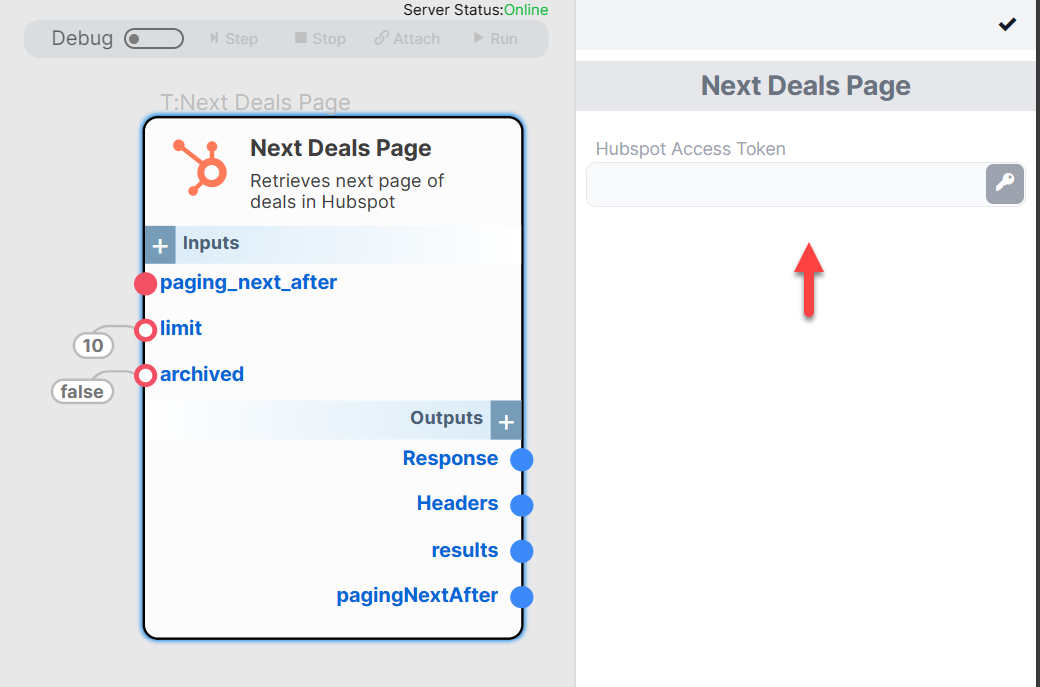 Server Status:Online
Debug Step Stop Attach Run
T:Next Deals Page
Next Deals Page
Retrieves next page of
deals in Hubspot
Inputs
paging_next_after
limit
10
archived
false
Outputs
Response
Headers
results
pagingNextAfter
Next Deals Page
Hubspot Access Token